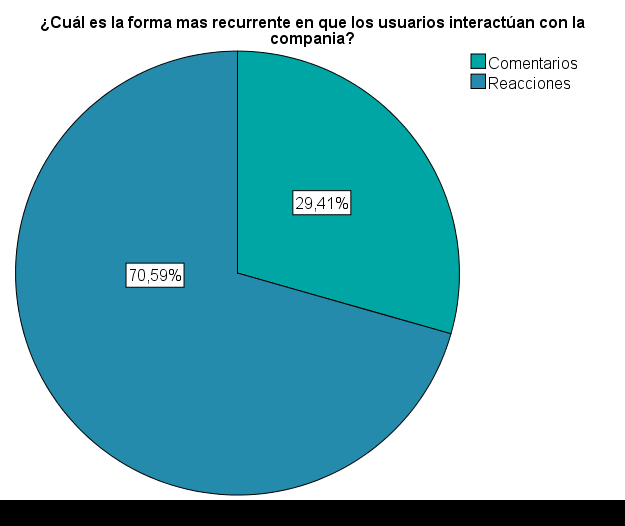 ¿Cuál es la forma mas recurrente en que los usuarios interactúan con la
compania?
Comentarios
Reacciones
29,41%
70,59%